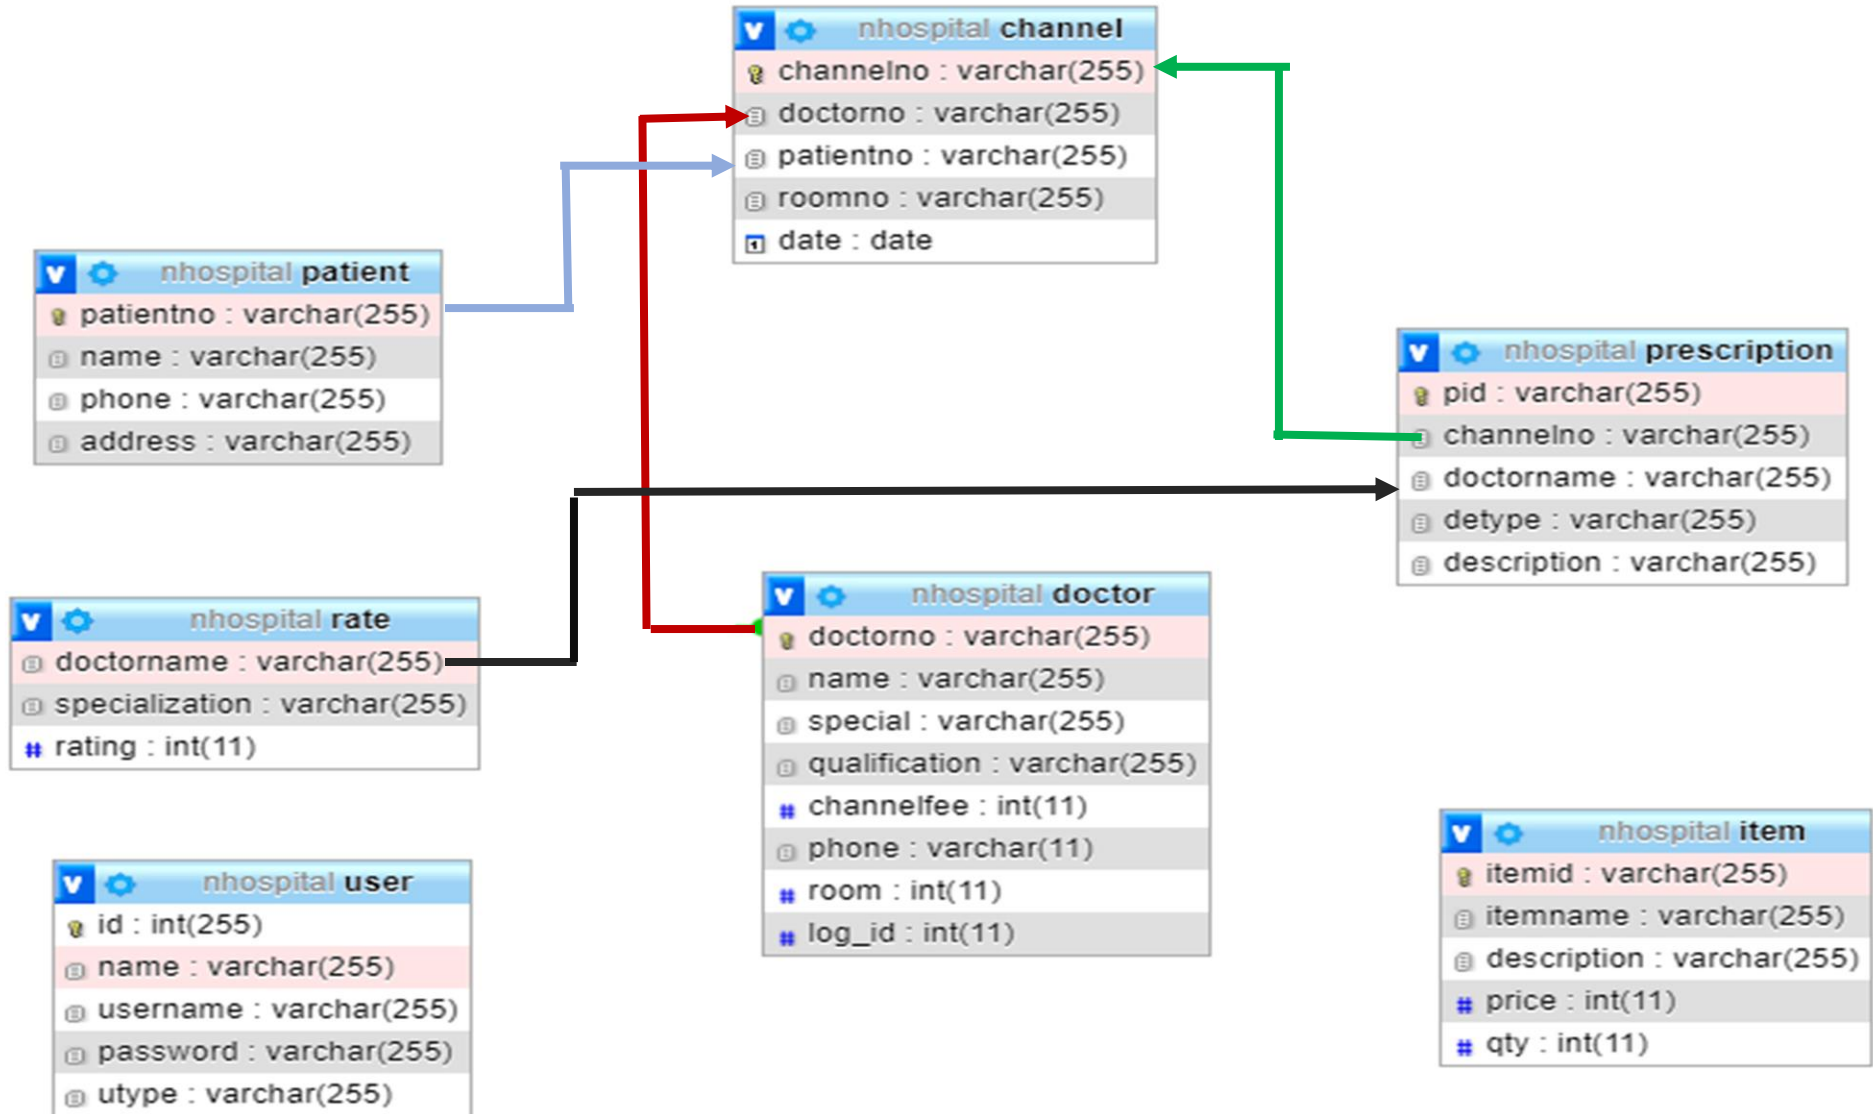 nhospital channel
channelno : varchar(255)
doctorno : varchar(255)
patientno : varchar(255)
roomno : varchar(255)
date : date
nhospital patient
patientno : varchar(255)
name : varchar(255)
phone : varchar(255)
address : varchar(255)
nhospital prescription
pid : varchar(255)
channelno : varchar(255)
doctorname : varchar(255)
detype : varchar(255)
description : varchar(255)
nhospital rate
doctorname : varchar(255)
specialization : varchar(255)
# rating : int(11)
nhospital doctor
doctorno : varchar(255)
name : varchar(255)
special : varchar(255)
qualification : varchar(255)
# channelfee : int(11)
phone : varchar(11)
# room : int(11)
# log_id : int(11)
nhospital user
id : int(255)
name : varchar(255)
username : varchar(255)
password : varchar(255)
utype : varchar(255)
nhospital item
itemid : varchar(255)
itemname : varchar(255)
description : varchar(255)
# price : int(11)
# qty : int(11)